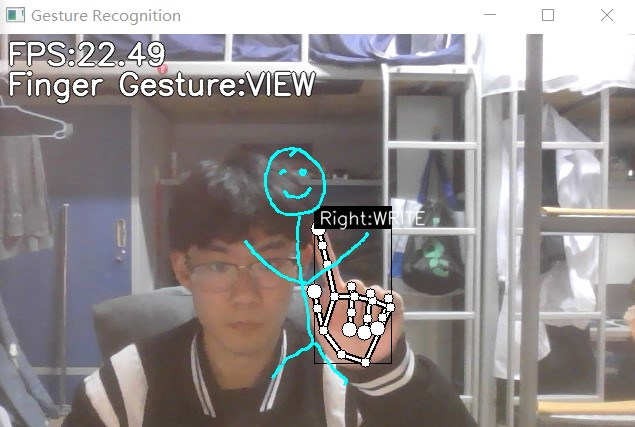 Gesture Recognition
FPS:22.49
Finger Gesture:VIEW
Right:WRITE